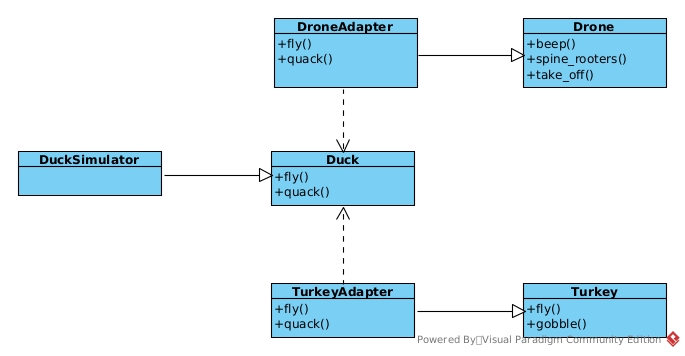 DroneAdapter
+fly()
+quack()
Drone
+beep()
+spine_rooters()
+take_off()
DuckSimulator
Duck
+fly()
+quack()
TurkeyAdapter
+fly()
+quack()
Turkey
+fly()
+gobble()
Powered By Visual Paradigm Community Edition